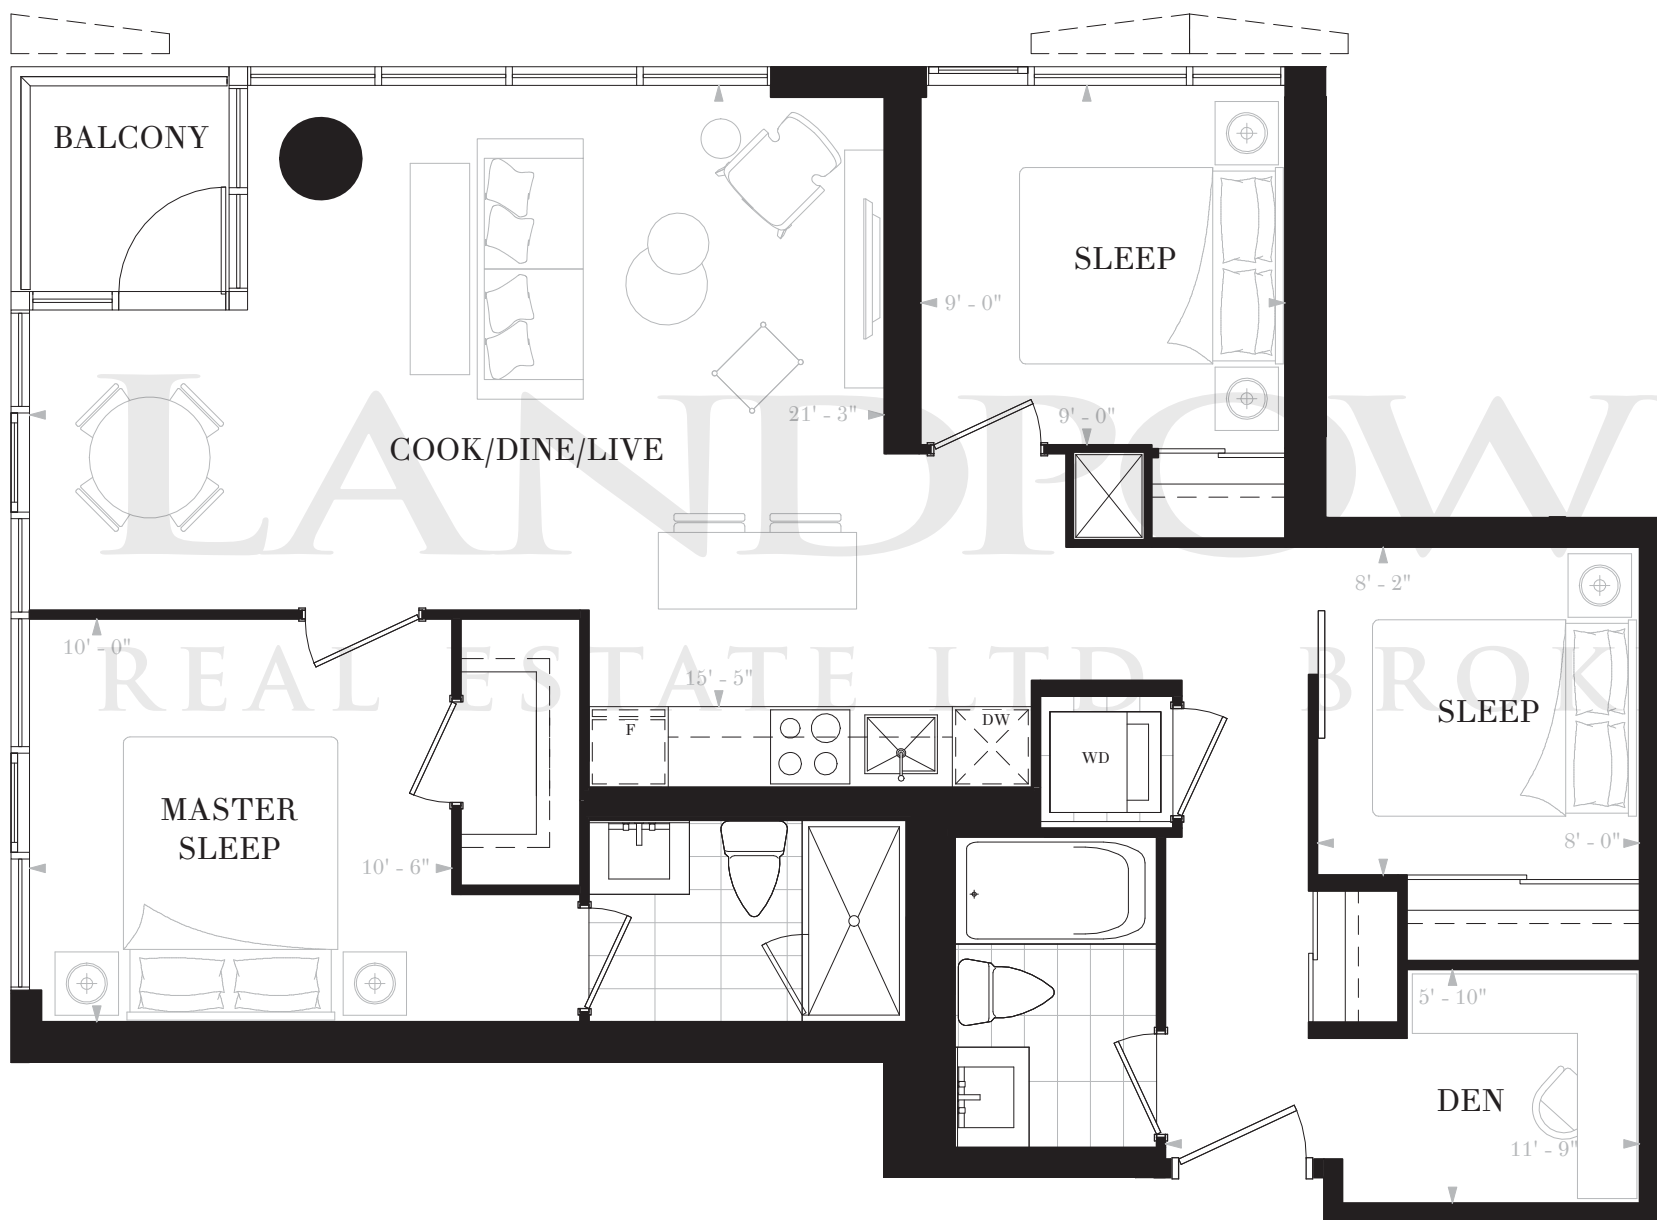 BALCONY
SLEEP
9' - 0"
9' - 0"
21' - 3"
COOK/DINE/LIVE
LANDPOW
8' - 2"
10' - 0"
REAL ESTATE LTD BROK
15' - 5"
F
DW
WD
SLEEP
MASTER
SLEEP
10' - 6"
8' - 0"
5' - 10"
DEN
11' - 9"